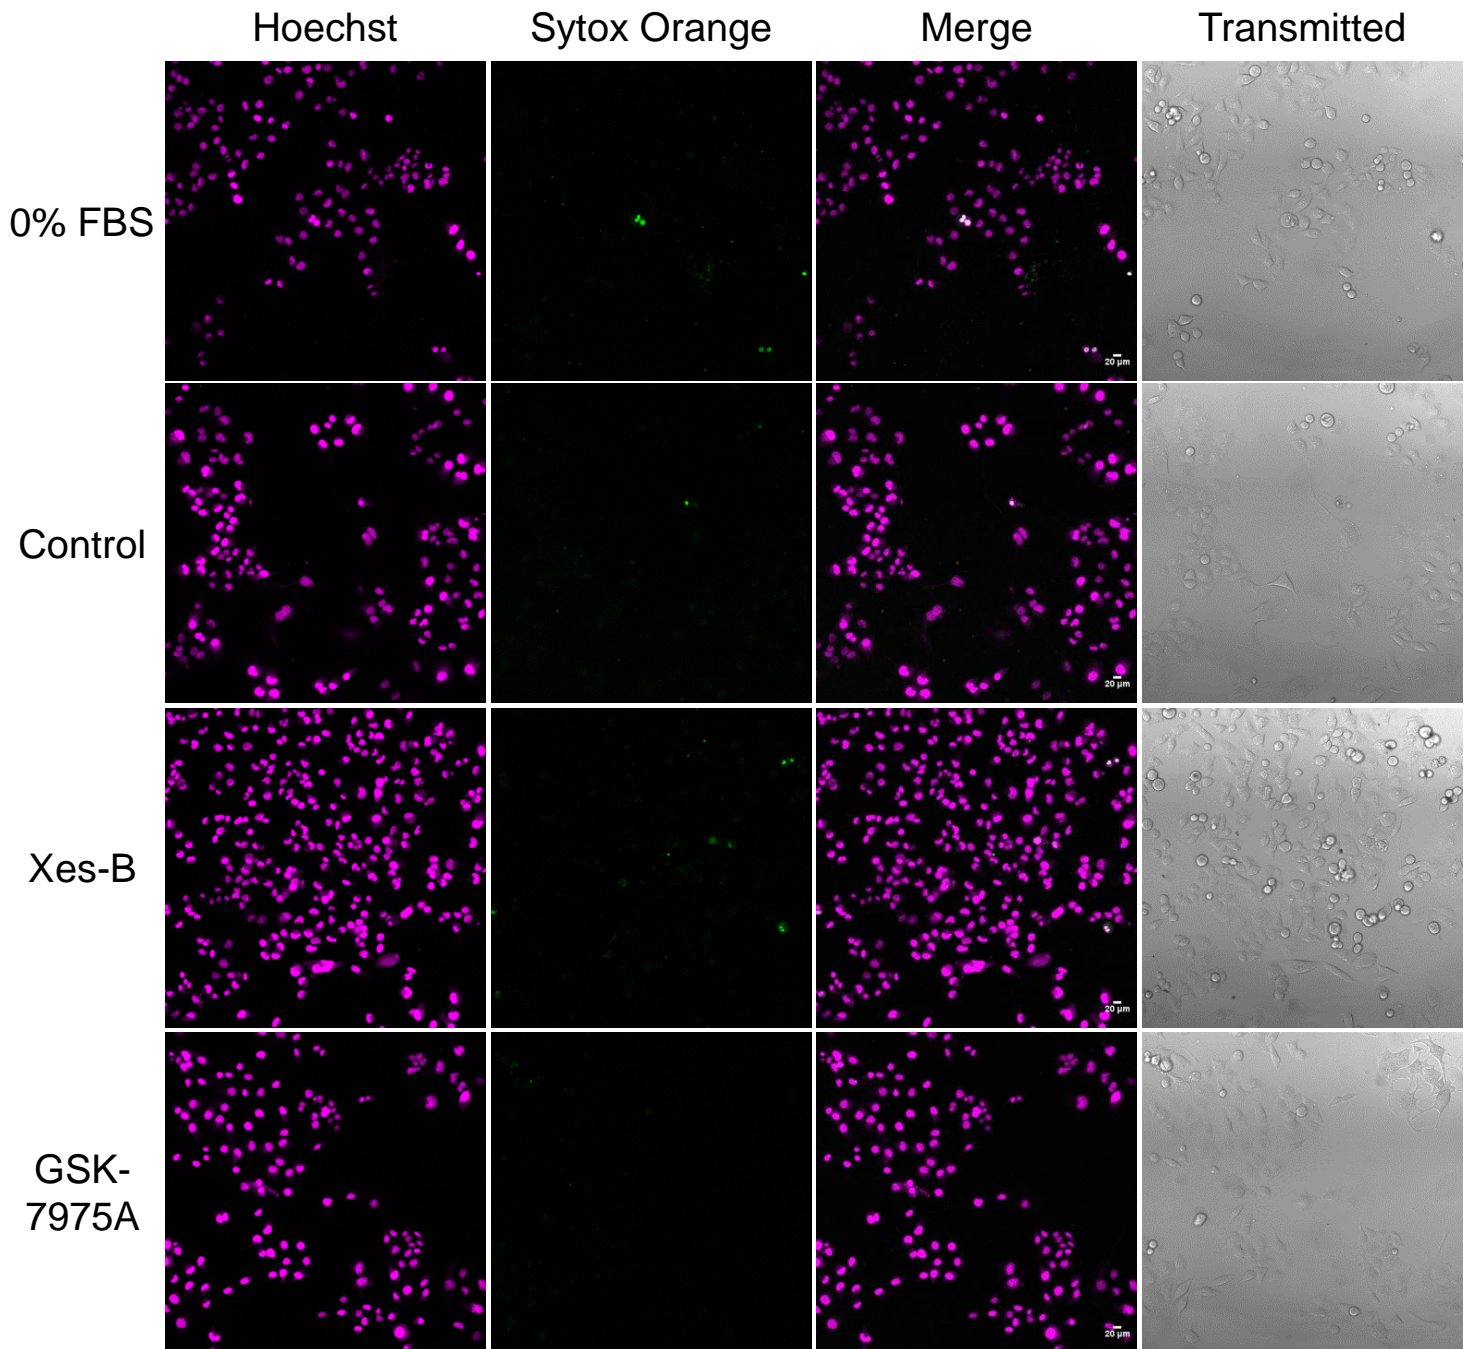 Hoechst Sytox Orange Merge Transmitted
0% FBS
20 µm
Control
20 µm
Xes-B
20 µm
GSK-
7975A
20 µm